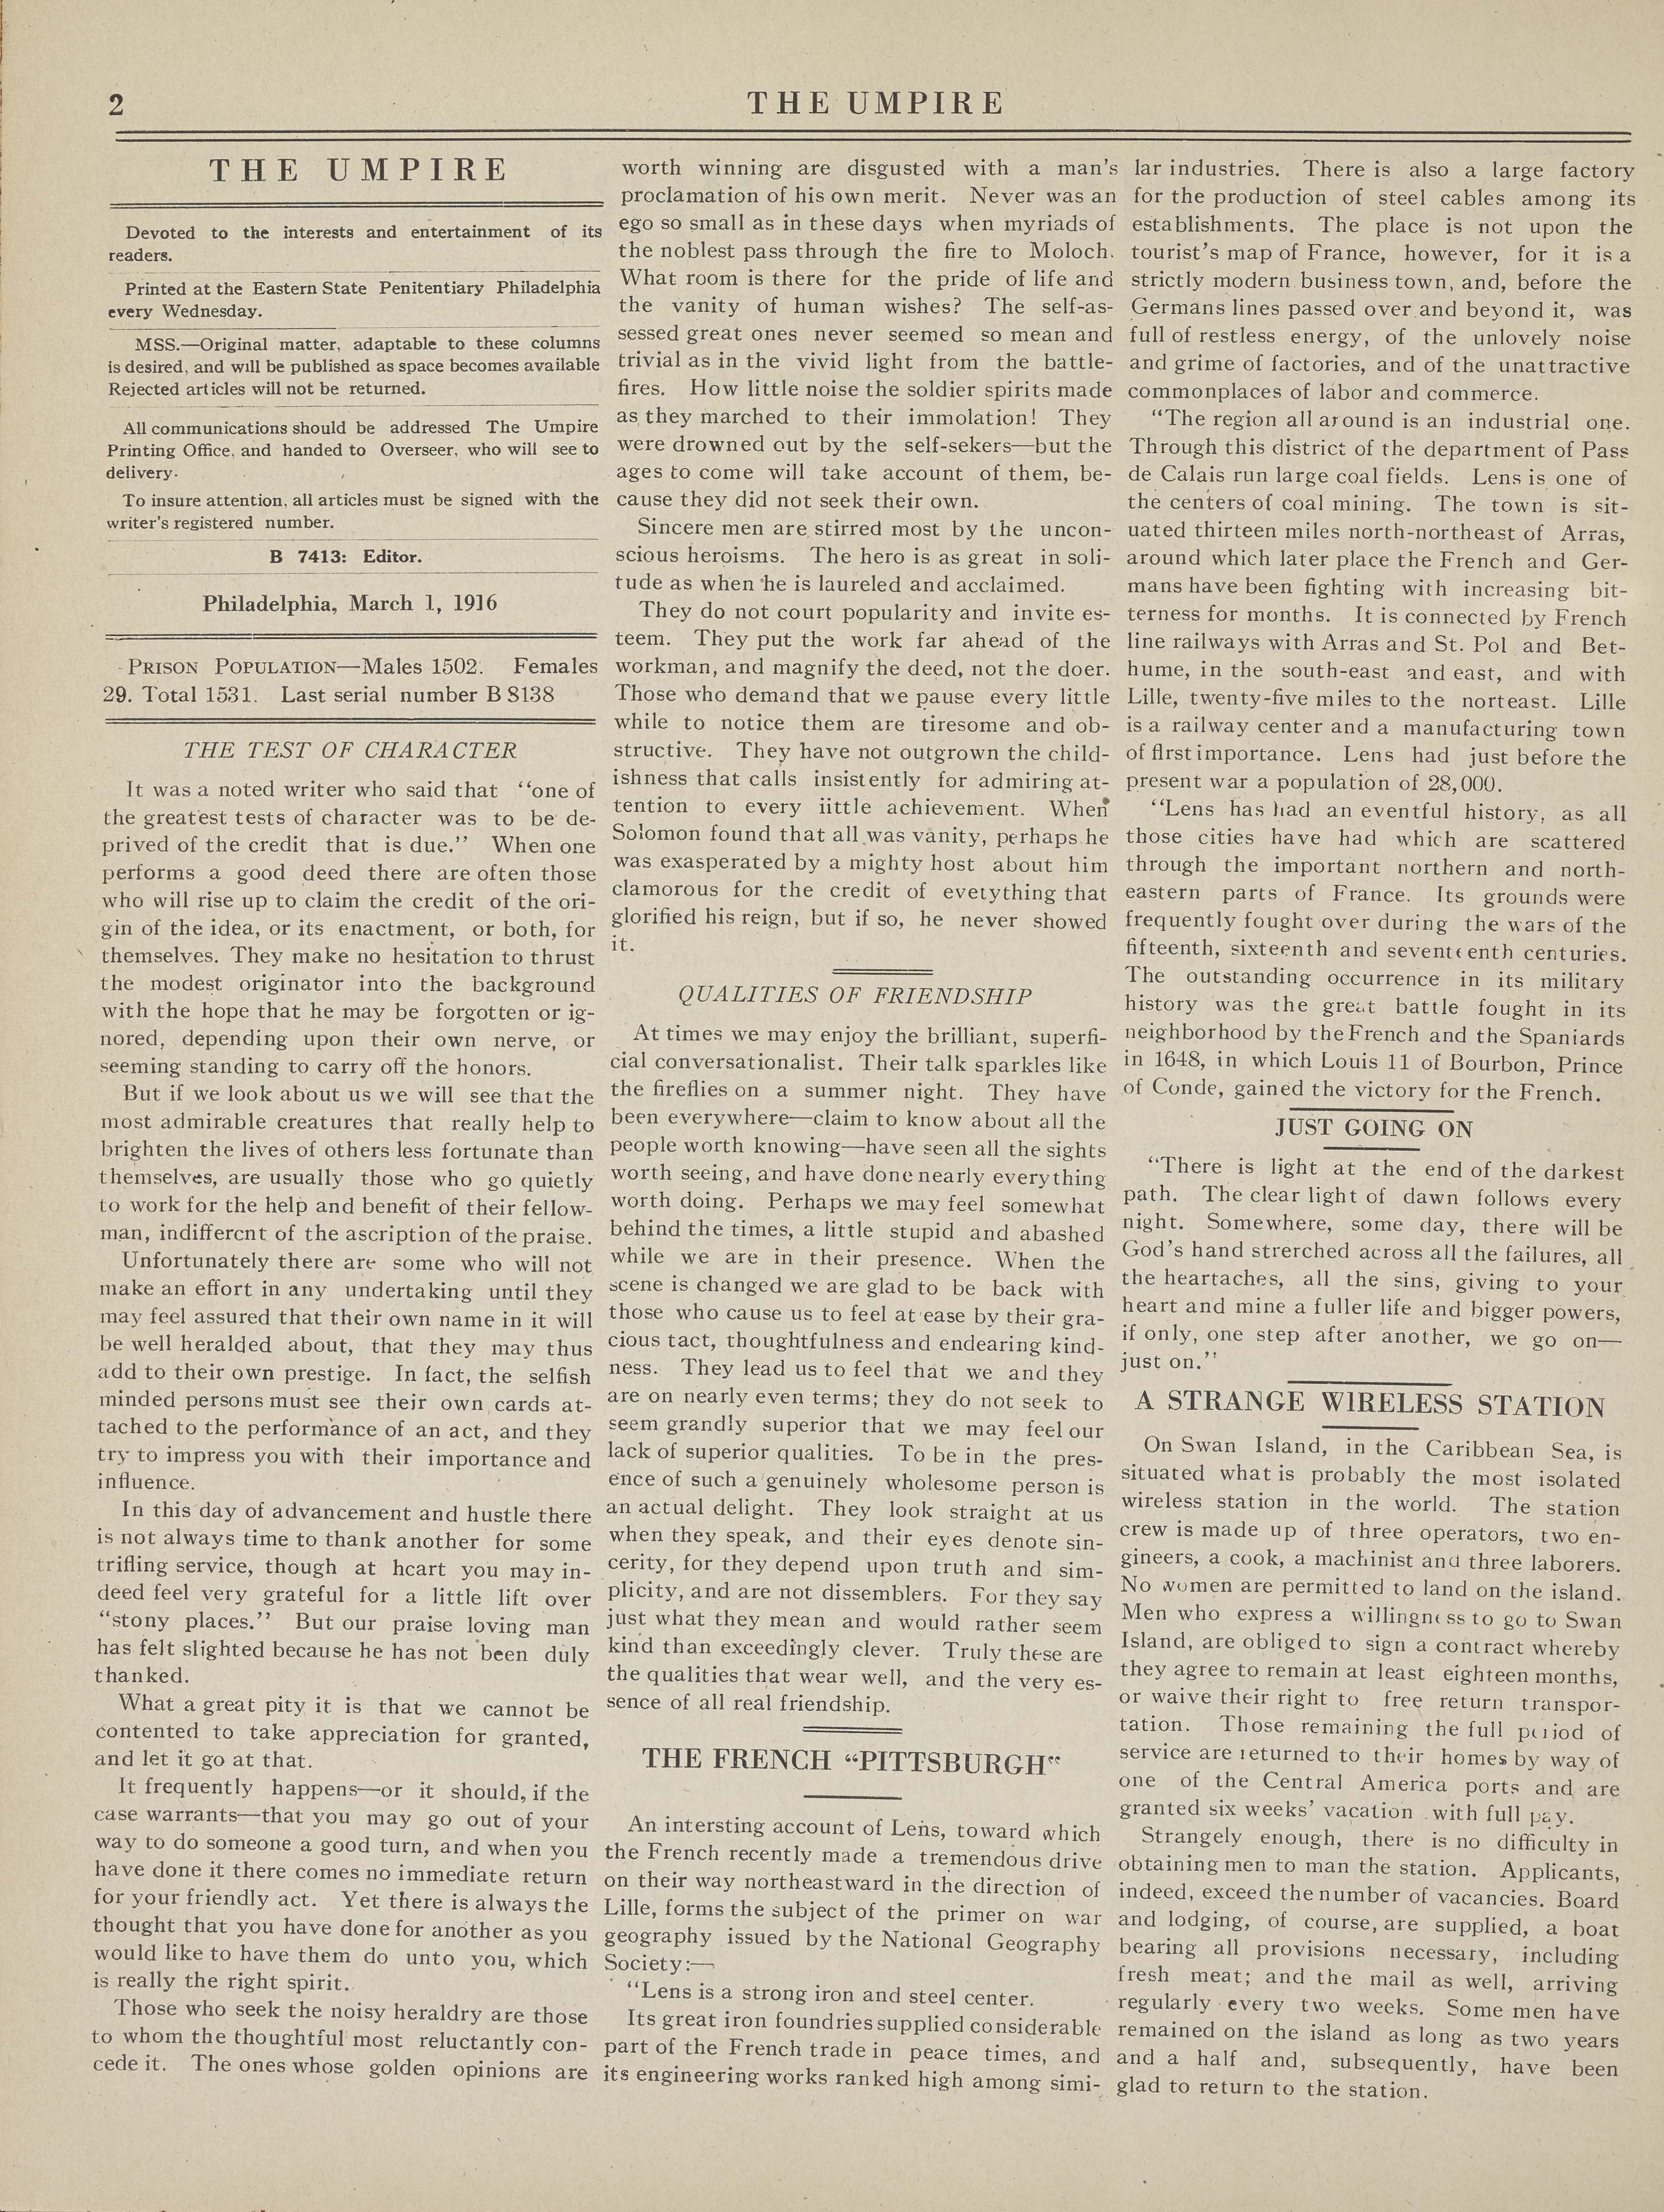 2
THE UMPIRE
THE UMPIRE
Devoted to the interests and entertainment of its
readers.
Printed at the Eastern State Penitentiary Philadelphia
every Wednesday.
MSS.—Original matter, adaptable to these columns
is desired, and will be published as space becomes available
Rejected articles will not be returned.
All communications should be addressed The Umpire
Printing Office, and handed to Overseer, who will see to
delivery.
To insure attention, all articles must be signed with the
writer's registered number.
B 7413: Editor.
Philadelphia, March 1, 1916
PRISON POPULATION—Males 1502. Females
29. Total 1531. Last serial number B 8138
THE TEST OF CHARACTER
It was a noted writer who said that "one of
the greatest tests of character was to be de-
prived of the credit that is due." When one
performs a good deed there are often those
who will rise up to claim the credit of the ori-
gin of the idea, or its enactment, or both, for
themselves. They make no hesitation to thrust
the modest originator into the background
with the hope that he may be forgotten or ig-
nored, depending upon their own nerve, or
seeming standing to carry off the honors.
But if we look about us we will see that the
most admirable creatures that really help to
brighten the lives of others less fortunate than
themselves, are usually those who go quietly
to work for the help and benefit of their fellow-
man, indiffercnt of the ascription of the praise.
Unfortunately there are some who will not
make an effort in any undertaking until they
may feel assured that their own name in it will
be well heralded about, that they may thus
add to their own prestige. In fact, the selfish
minded persons must see their own cards at-
tached to the performance of an act, and they
try to impress you with their importance and
influence.
In this day of advancement and hustle there
is not always time to thank another for some
trifling service, though at hcart you may in-
deed feel very grateful for a little lift over
"stony places." But our praise loving man
has felt slighted because he has not been duly
thanked.
What a great pity it is that we cannot be
contented to take appreciation for granted,
and let it go at that.
It frequently happens—or it should, if the
case warrants—that you may go out of your
way to do someone a good turn, and when you
have done it there comes no immediate return
for your friendly act. Yet there is always the
thought that you have done for another as you
would like to have them do unto you, which
is really the right spirit.
Those who seek the noisy heraldry are those
to whom the thoughtful most reluctantly con-
cede it. The ones whose golden opinions are
worth winning are disgusted with a man's
proclamation of his own merit. Never was an
ego so small as in these days when myriads of
the noblest pass through the fire to Moloch.
What room is there for the pride of life and
the vanity of human wishes? The self-as-
sessed great ones never seemed so mean and
trivial as in the vivid light from the battle-
fires. How little noise the soldier spirits made
as they marched to their immolation! They
were drowned out by the self-sekers—but the
ages to come will take account of them, be-
cause they did not seek their own.
Sincere men are stirred most by the uncon-
scious heroisms. The hero is as great in soli-
tude as when he is laureled and acclaimed.
They do not court popularity and invite es-
teem. They put the work far ahead of the
workman, and magnify the deed, not the doer.
Those who demand that we pause every little
while to notice them are tiresome and ob-
structive. They have not outgrown the child-
ishness that calls insistently for admiring at-
tention to every iittle achievement. When
Solomon found that all was vanity, perhaps he
was exasperated by a mighty host about him
clamorous for the credit of evetything that
glorified his reign, but if so, he never showed
it.
QUALITIES OF FRIENDSHIP
At times we may enjoy the brilliant, superfi-
cial conversationalist. Their talk sparkles like
the fireflies on a summer night. They have
been everywhere—claim to know about all the
people worth knowing—have seen all the sights
worth seeing, and have done nearly everything
worth doing. Perhaps we may feel somewhat
behind the times, a little stupid and abashed
while we are in their presence. When the
scene is changed we are glad to be back with
those who cause us to feel at ease by their gra-
cious tact, thoughtfulness and endearing kind-
ness. They lead us to feel that we and they
are on nearly even terms; they do not seek to
seem grandly superior that we may feel our
lack of superior qualities. To be in the pres-
ence of such a genuinely wholesome person is
an actual delight. They look straight at us
when they speak, and their eyes denote sin-
cerity, for they depend upon truth and sim-
plicity, and are not dissemblers. For they say
just what they mean and would rather seem
kind than exceedingly clever. Truly these are
the qualities that wear well, and the very es-
sence of all real friendship.
THE FRENCH "PITTSBURGH"
An intersting account of Lens, toward which
the French recently made a tremendous drive
on their way northeastward in the direction of
Lille, forms the subject of the primer on war
geography issued by the National Geography
Society:—
"Lens is a strong iron and steel center.
Its great iron foundries supplied considerable
part of the French trade in peace times, and
its engineering works ranked high among simi-
lar industries. There is also a large factory
for the production of steel cables among its
establishments. The place is not upon the
tourist's map of France, however, for it is a
strictly modern business town, and, before the
Germans lines passed over and beyond it, was
full of restless energy, of the unlovely noise
and grime of factories, and of the unattractive
commonplaces of labor and commerce.
"The region all around is an industrial one.
Through this district of the department of Pass
de Calais run large coal fields. Lens is one of
the centers of coal mining. The town is sit-
uated thirteen miles north-northeast of Arras,
around which later place the French and Ger-
mans have been fighting with increasing bit-
terness for months. It is connected by French
line railways with Arras and St. Pol and Bet-
hume, in the south-east and east, and with
Lille, twenty-five miles to the norteast. Lille
is a railway center and a manufacturing town
of first importance. Lens had just before the
present war a population of 28,000.
"Lens has had an eventful history, as all
those cities have had which are scattered
through the important northern and north-
eastern parts of France. Its grounds were
frequently fought over during the wars of the
fifteenth, sixteenth and seventeenth centuries.
The outstanding occurrence in its military
history was the great battle fought in its
neighborhood by the French and the Spaniards
in 1648, in which Louis 11 of Bourbon, Prince
of Conde, gained the victory for the French.
JUST GOING ON
"There is light at the end of the darkest
path. The clear light of dawn follows every
night. Somewhere, some day, there will be
God's hand strerched across all the failures, all
the heartaches, all the sins, giving to your
heart and mine a fuller life and bigger powers,
if only, one step after another, we go on—
just on."
A STRANGE WIRELESS STATION
On Swan Island, in the Caribbean Sea, is
situated what is probably the most isolated
wireless station in the world. The station
crew is made up of three operators, two en-
gineers, a cook, a machinist and three laborers.
No women are permitted to land on the island.
Men who express a willingness to go to Swan
Island, are obliged to sign a contract whereby
they agree to remain at least eighteen months,
or waive their right to free return transpor-
tation. Those remaining the full period of
service are returned to their homes by way of
one of the Central America ports and are
granted six weeks' vacation with full pay.
Strangely enough, there is no difficulty in
obtaining men to man the station. Applicants,
indeed, exceed the number of vacancies. Board
and lodging, of course, are supplied, a boat
bearing all provisions necessary, including
fresh meat; and the mail as well, arriving
regularly every two weeks. Some men have
remained on the island as long as two years
and a half and, subsequently, have been
glad to return to the station.